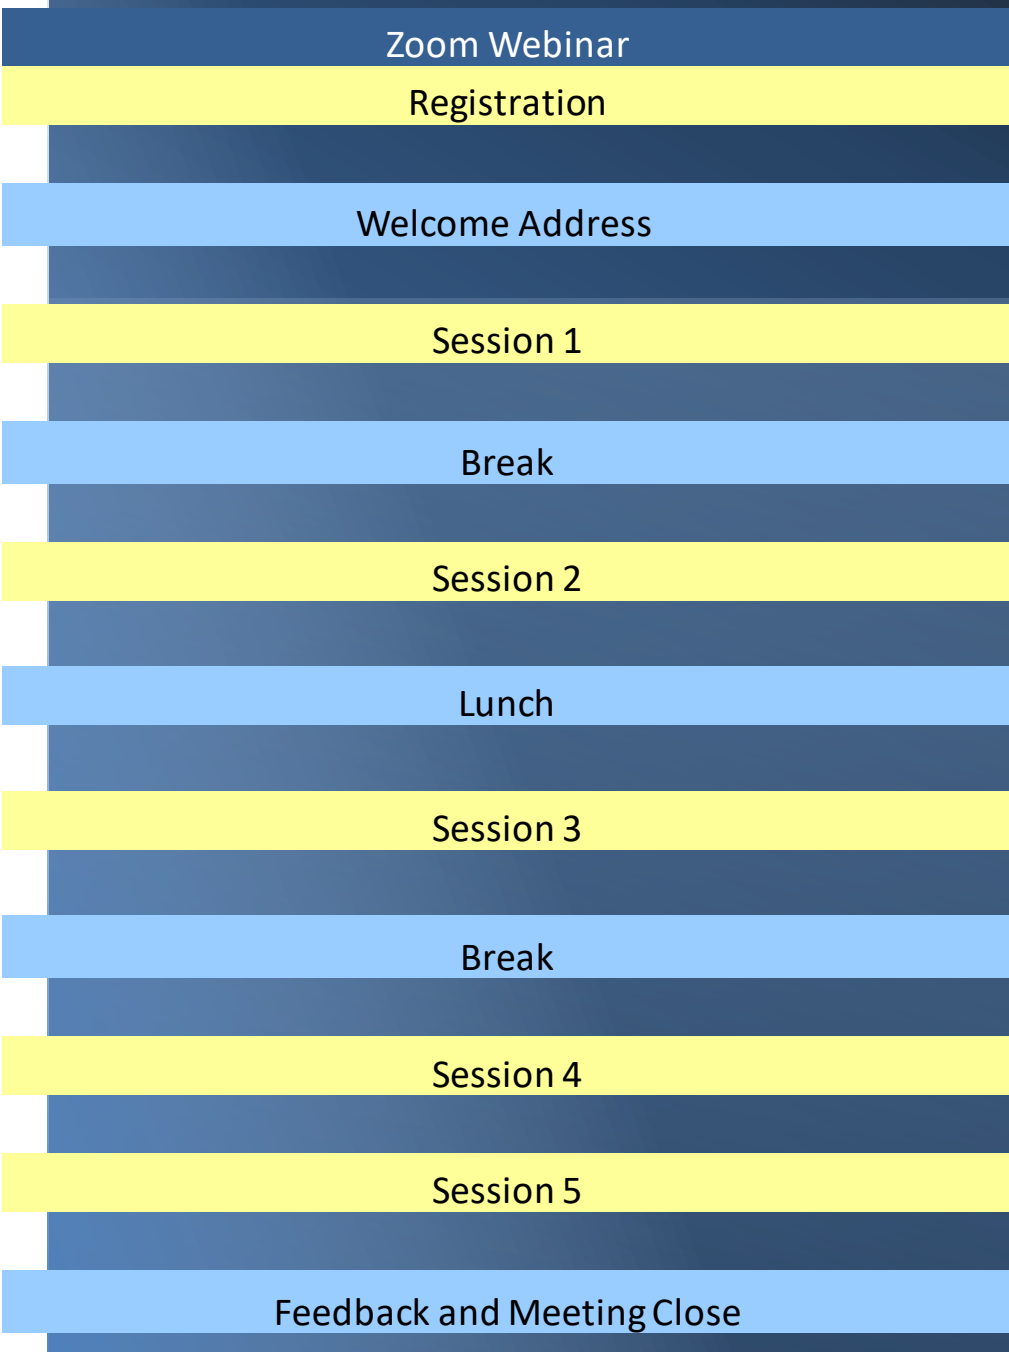 Zoom Webinar
Registration
Welcome Address
Session 1
Break
Session 2
Lunch
Session 3
Break
Session 4
Session 5
Feedback and Meeting Close